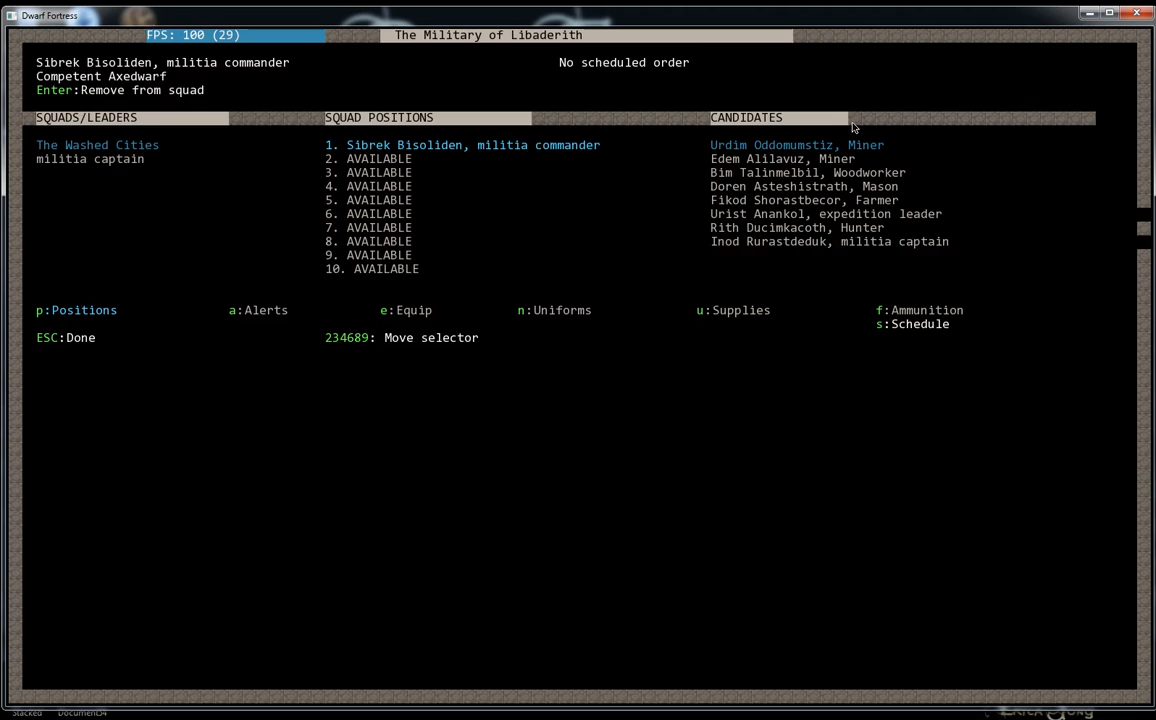 Dwarf Fortress
FPS: 100 (29)
The Military of Libaderith
Sibrek Bisoliden, militia commander
No scheduled order
Competent Axedwarf
Enter:Remove from squad
SQUADS/LEADERS
SQUAD POSITIONS
CANDIDATES
The Washed Cities
1. Sibrek Bisoliden, militia commander
Urdim Oddomumstiz, Miner
militia captain
2. AVAILABLE
Edem Alilavuz, Miner
3. AVAILABLE
Bim Talinmelbil, Woodworker
4. AVAILABLE
Doren Asteshistrath, Mason
5. AVAILABLE
Fikod Shorastbecor, Farmer
6. AVAILABLE
Urist Anankol, expedition leader
7. AVAILABLE
Rith Ducimkacoth, Hunter
8. AVAILABLE
Inod Rurastdeduk, militia captain
9. AVAILABLE
10. AVAILABLE
p:Positions
a:Alerts
e:Equip
n:Uniforms
u:Supplies
f:Ammunition
s:Schedule
ESC:Done
234689: Move selector
Stacked